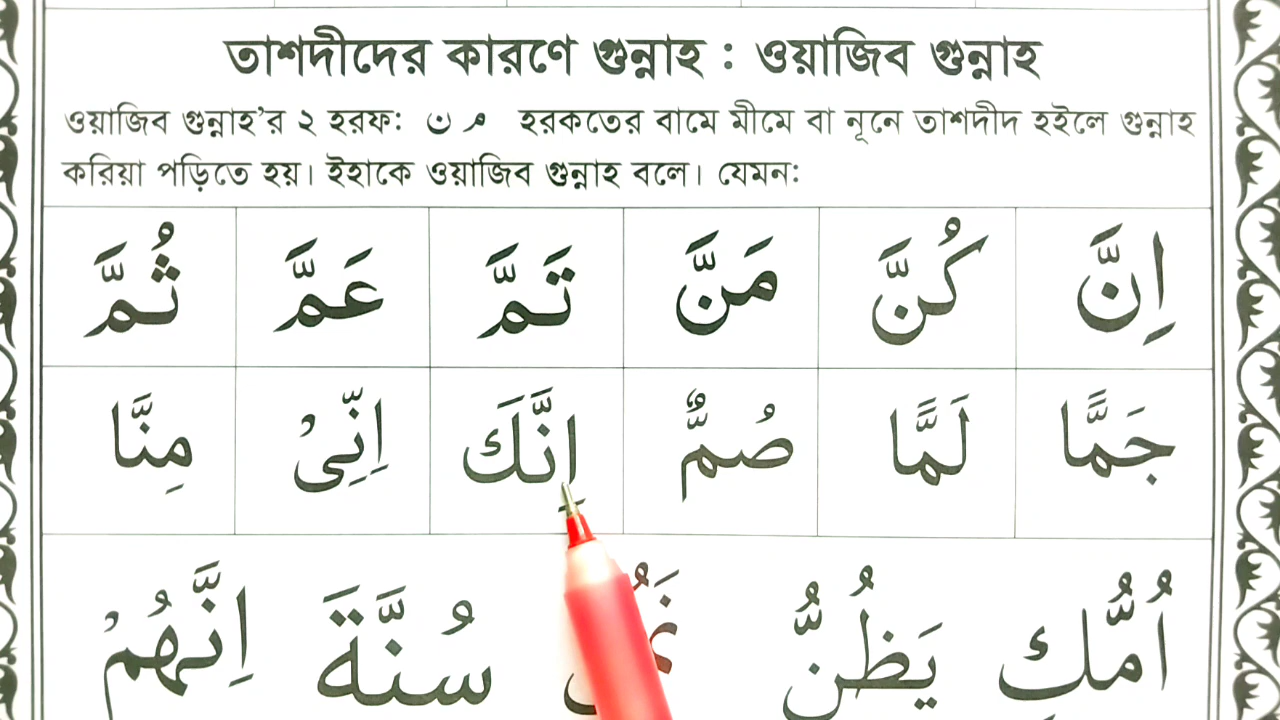 তাশদীদের কারণে গুন্নাহ : ওয়াজিব গুন্নাহ
ওয়াজিব গুন্নাহ’র ২ হরফ: م ن হরকতের বামে মীমে বা নূনে তাশদীদ হইলে গুন্নাহ
করিয়া পড়িতে হয়। ইহাকে ওয়াজিব গুন্নাহ বলে। যেমন:
اِنَّ كُنَّ مَنَّ تَمَّ عَمَّ ثُمَّ
جَمًّا لَمًّا صُمٌّ اِنَّكَ اِنِّىْ مِنَّا
اُمُّكِ يَظُنُّ سُنَّةَ اِنَّهُمْ